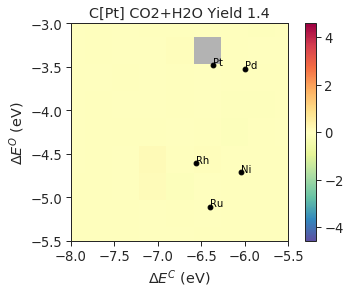 C[Pt] CO2+H2O Yield 1.4
−3.0
−3.5
−4.0
−4.5
−5.0
−5.5
ΔE^O (eV)
Pt
Pd
Rh
Ni
Ru
−8.0 −7.5 −7.0 −6.5 −6.0 −5.5
ΔE^C (eV)
4
2
0
−2
−4